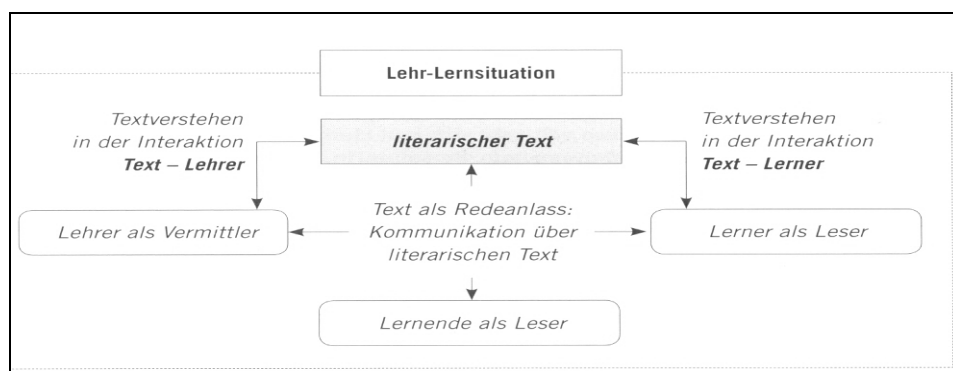 Lehr-Lernsituation
Textverstehen
in der Interaktion
Text – Lehrer
literarischer Text
Textverstehen
in der Interaktion
Text – Lerner
Lehrer als Vermittler
Text als Redeanlass:
Kommunikation über
literarischen Text
Lerner als Leser
Lernende als Leser